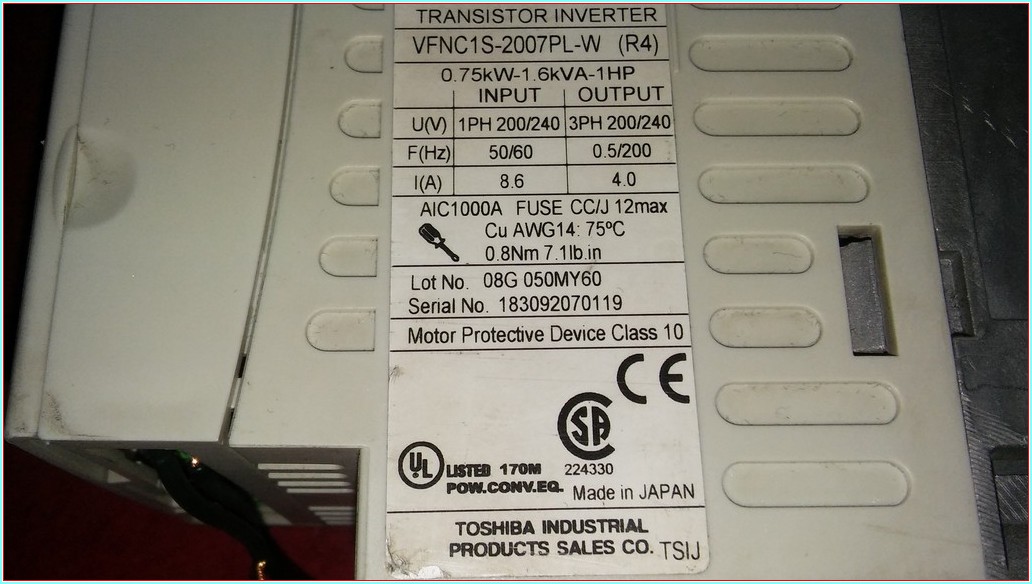 TRANSISTOR INVERTER
VFNC1S-2007PL-W (R4)
0.75kW-1.6kVA-1HP
INPUT OUTPUT
U(V) 1PH 200/240 3PH 200/240
F(Hz) 50/60 0.5/200
I(A) 8.6 4.0
AIC1000A FUSE CC/J 12max
Cu AWG14: 75ºC
0.8Nm 7.1lb.in
Lot No. 08G 050MY60
Serial No. 183092070119
Motor Protective Device Class 10
CE
SA
UL LISTED 170M 224330
POW.CONV.EQ. Made in JAPAN
TOSHIBA INDUSTRIAL
PRODUCTS SALES CO. TSIJ